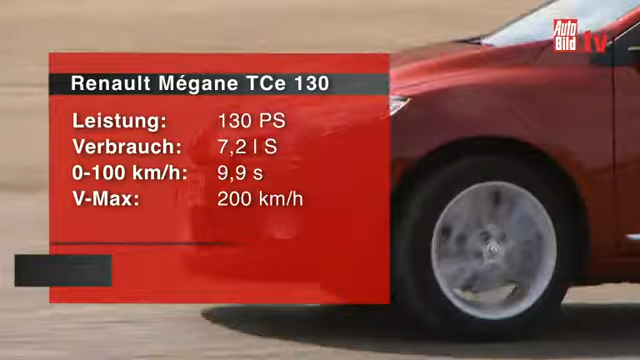 Auto
Bild tv
Renault Mégane TCe 130
Leistung: 130 PS
Verbrauch: 7,2 l S
0-100 km/h: 9,9 s
V-Max: 200 km/h